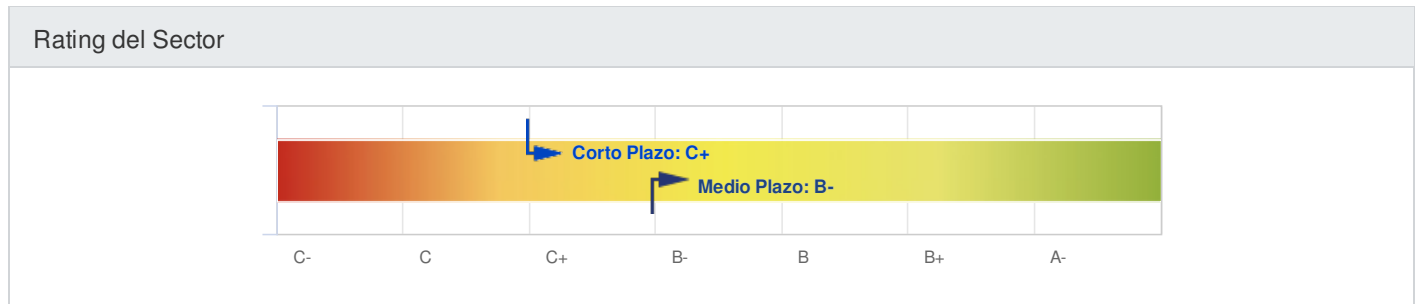 Rating del Sector
Corto Plazo: C+
Medio Plazo: B-
C- C C+ B- B B+ A-